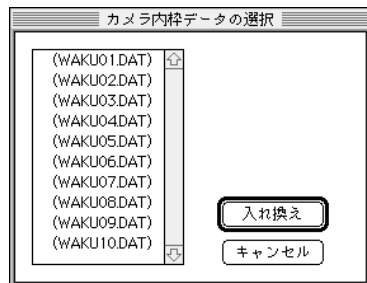 カメラ内枠データの選択
(WAKU01.DAT)
(WAKU02.DAT)
(WAKU03.DAT)
(WAKU04.DAT)
(WAKU05.DAT)
(WAKU06.DAT)
(WAKU07.DAT)
(WAKU08.DAT)
(WAKU09.DAT)
(WAKU10.DAT)
入れ換え
キャンセル